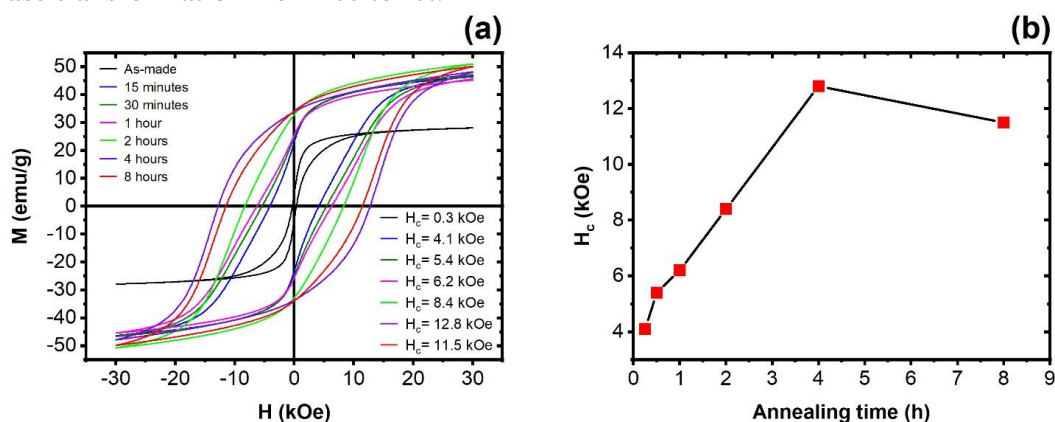 (a)
50
40
30
20
10
0
-10
-20
-30
-40
-50
M (emu/g)
As-made
15 minutes
30 minutes
1 hour
2 hours
4 hours
8 hours
Hc= 0.3 kOe
Hc= 4.1 kOe
Hc= 5.4 kOe
Hc= 6.2 kOe
Hc= 8.4 kOe
Hc= 12.8 kOe
Hc= 11.5 kOe
-30 -20 -10 0 10 20 30
H (kOe)
(b)
14
12
10
8
6
4
Hc (kOe)
0 1 2 3 4 5 6 7 8 9
Annealing time (h)